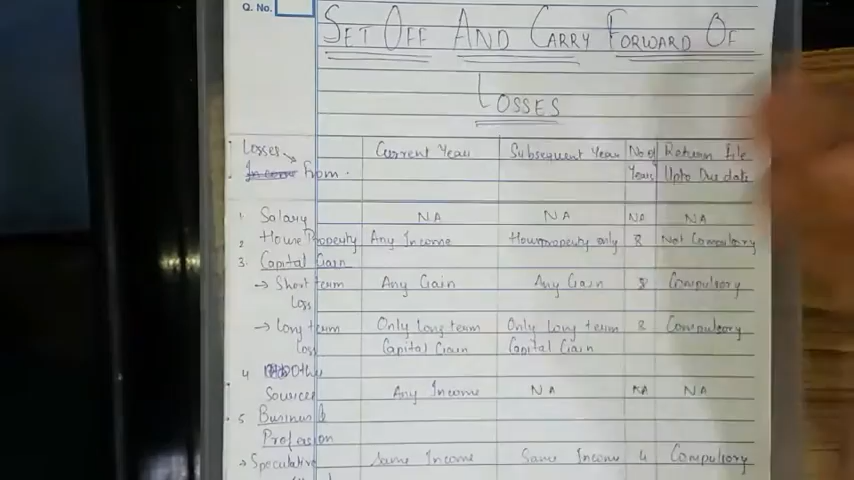 Q. No.
SET OFF AND CARRY FORWARD OF
LOSSES
Losses Current Year Subsequent Year No of Return File
from. Years Upto Due date
1. Salary NA NA NA NA
2 House Property Any Income House property only 8 Not Compulsory
3. Capital Gain
→ Short term Any Gain Any Gain 8 Compulsory
Loss
→ Long term Only Long term Only Long term 8 Compulsory
Loss Capital Gain Capital Gain
4 Other
Sources Any Income NA NA NA
5 Business &
Profession
→ Speculative Same Income Same Income 4 Compulsory